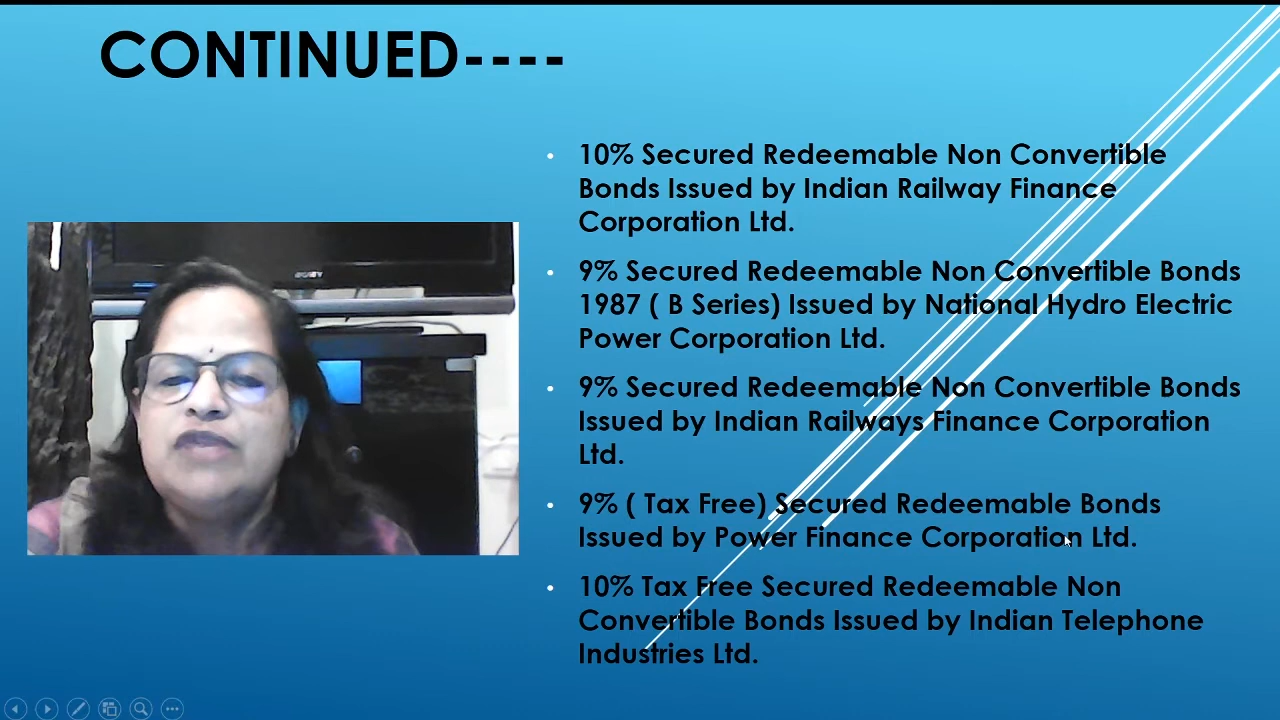 CONTINUED----
10% Secured Redeemable Non Convertible
Bonds Issued by Indian Railway Finance
Corporation Ltd.
9% Secured Redeemable Non Convertible Bonds
1987 ( B Series) Issued by National Hydro Electric
Power Corporation Ltd.
9% Secured Redeemable Non Convertible Bonds
Issued by Indian Railways Finance Corporation
Ltd.
9% ( Tax Free) Secured Redeemable Bonds
Issued by Power Finance Corporation Ltd.
10% Tax Free Secured Redeemable Non
Convertible Bonds Issued by Indian Telephone
Industries Ltd.
SONY